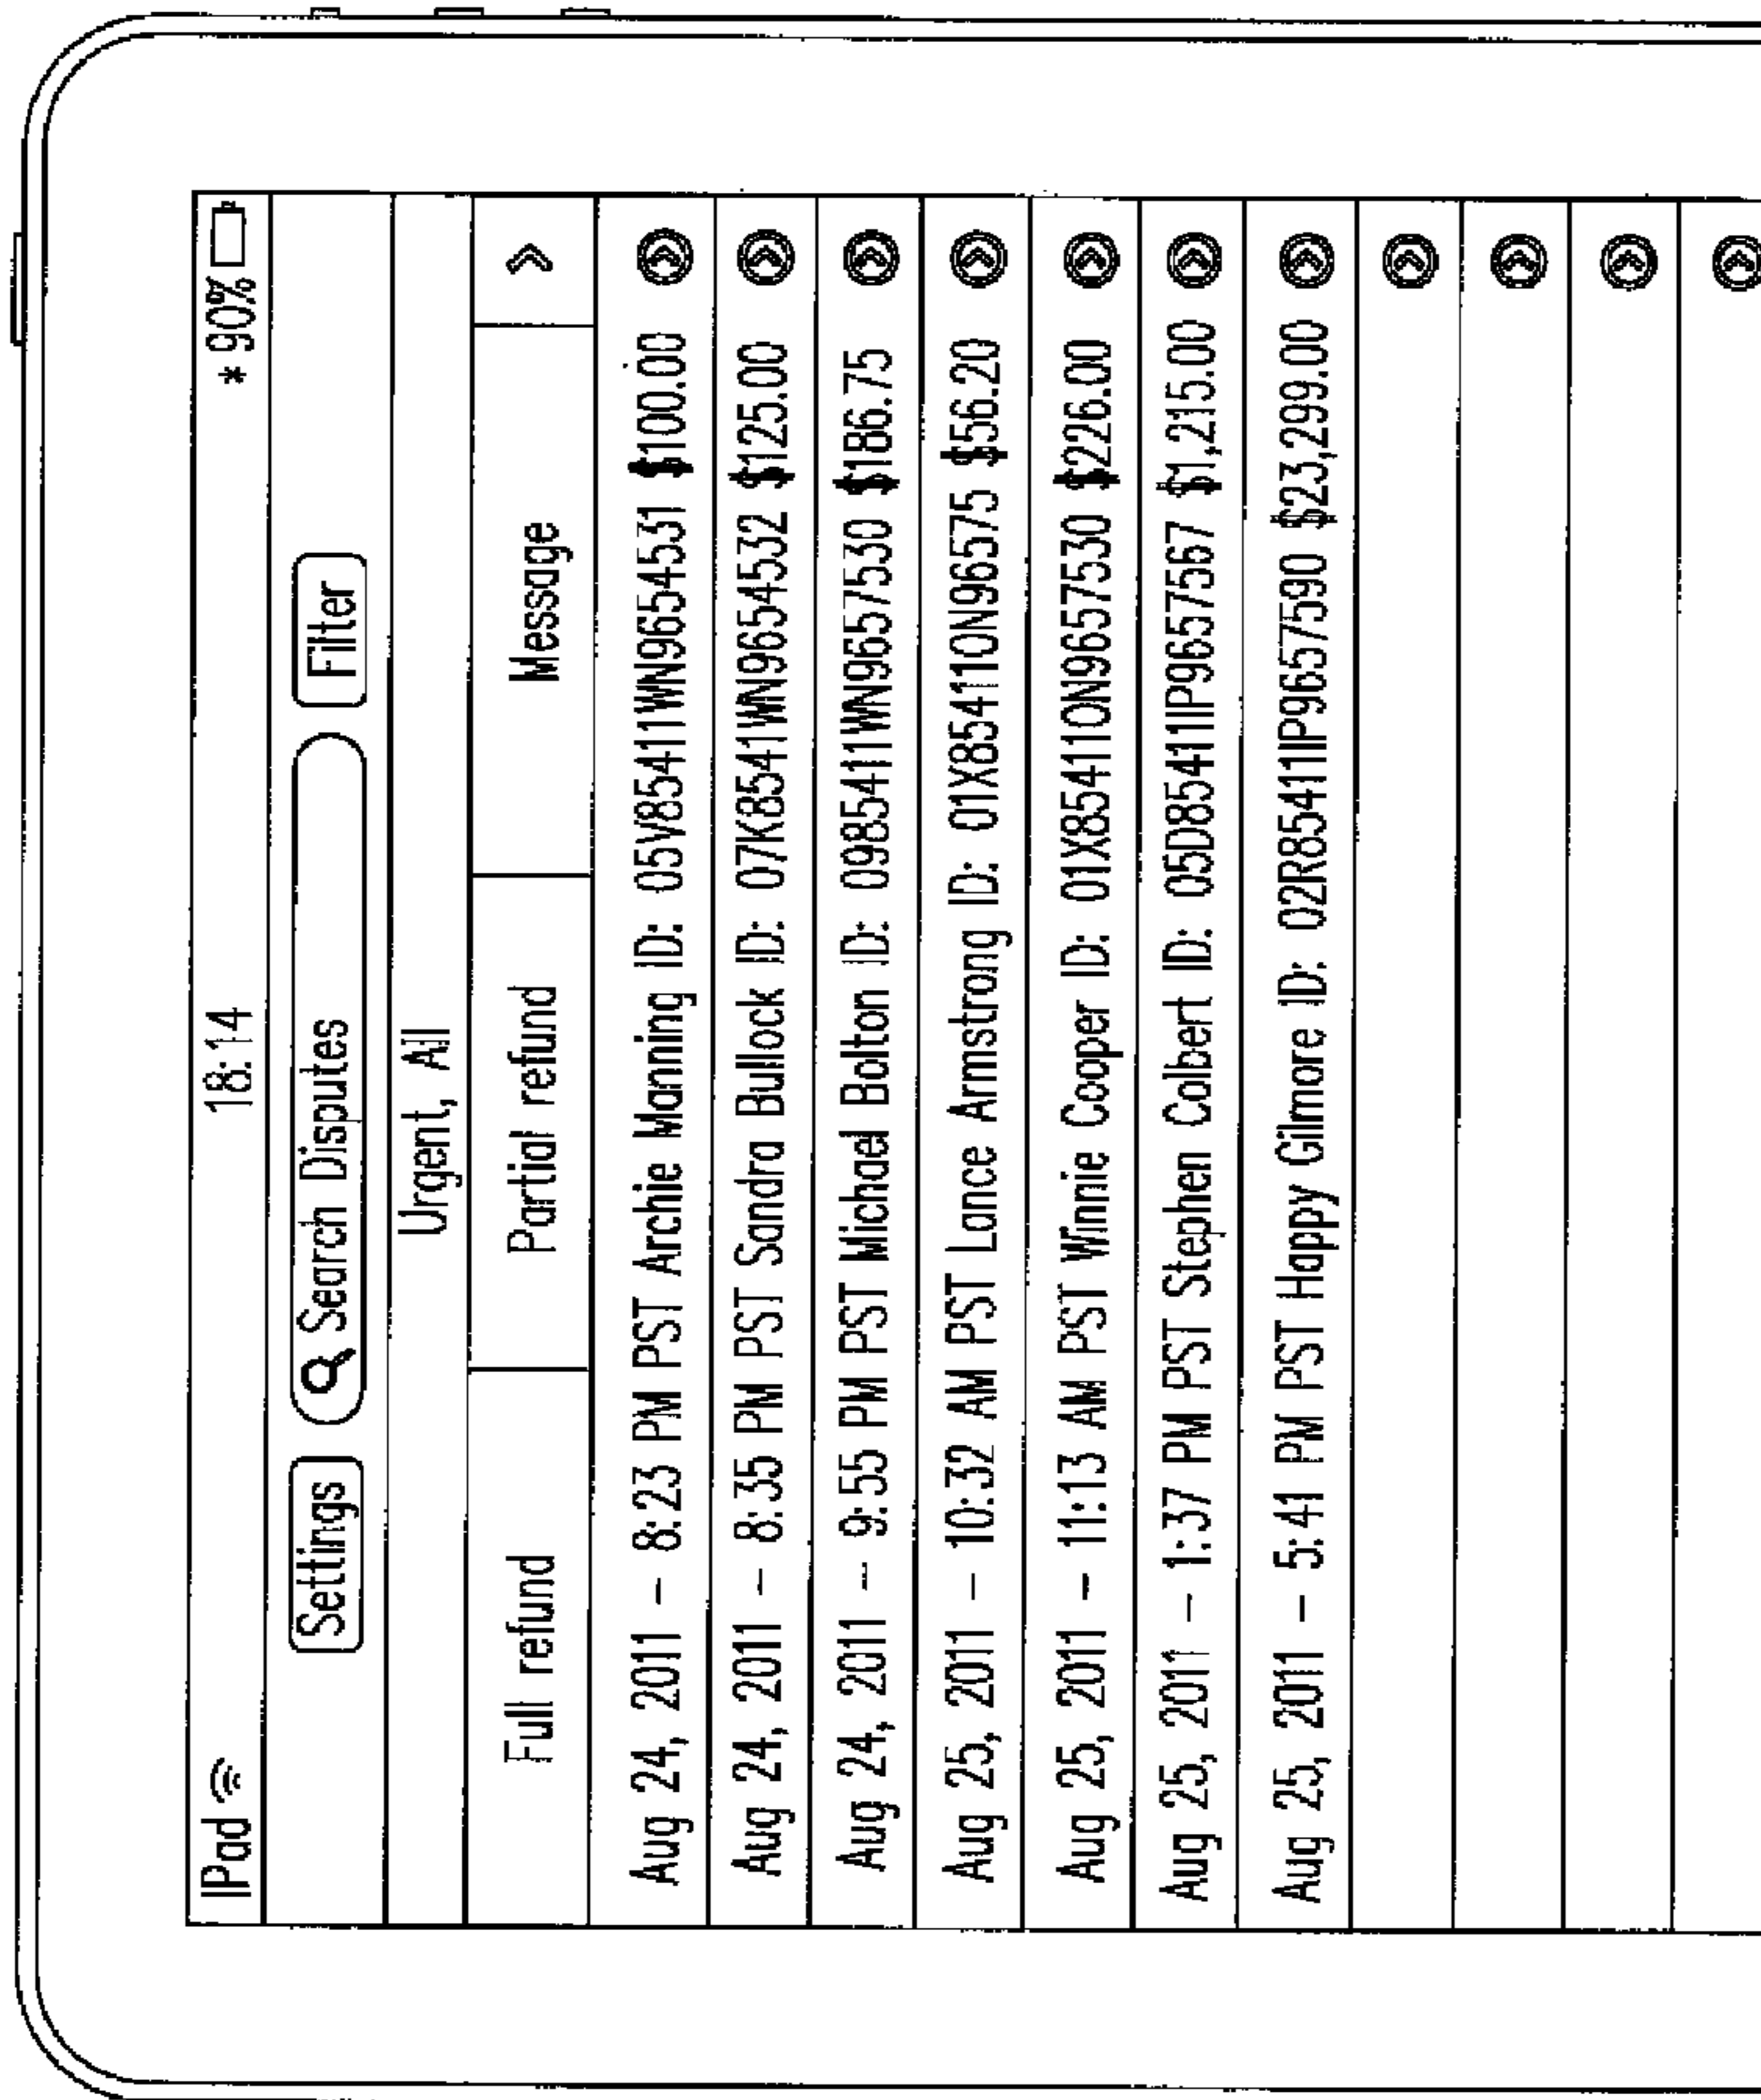 IPad 18:14 * 90%
Settings Search Disputes Filter
Urgent, All
Full refund Partial refund Message >
Aug 24, 2011 - 8:23 PM PST Archie Manning ID: 05V85411WN9654531 $100.00
Aug 24, 2011 - 8:35 PM PST Sandra Bullock ID: 07K8541WN9654532 $125.00
Aug 24, 2011 - 9:55 PM PST Michael Bolton ID: 0985411WN9657530 $186.75
Aug 25, 2011 - 10:32 AM PST Lance Armstrong ID: 01X85411ON96575 $56.20
Aug 25, 2011 - 11:13 AM PST Winnie Cooper ID: 01X85411ON9657530 $226.00
Aug 25, 2011 - 1:37 PM PST Stephen Colbert ID: 05D85411IP9657567 $1,215.00
Aug 25, 2011 - 5:41 PM PST Happy Gilmore ID: 02R85411IP9657590 $23,299.00